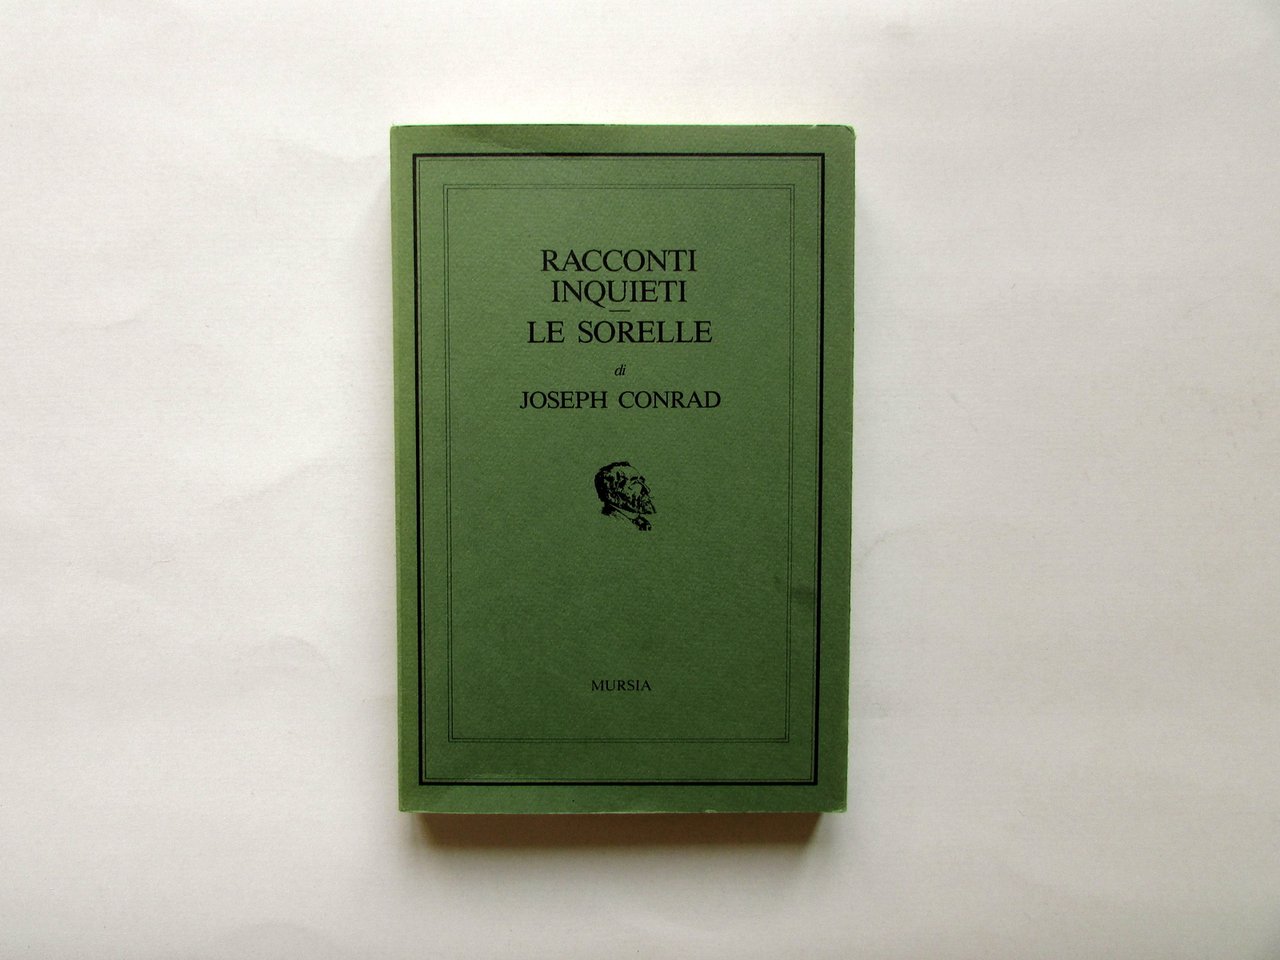 RACCONTI
INQUIETI
LE SORELLE
di
JOSEPH CONRAD
MURSIA